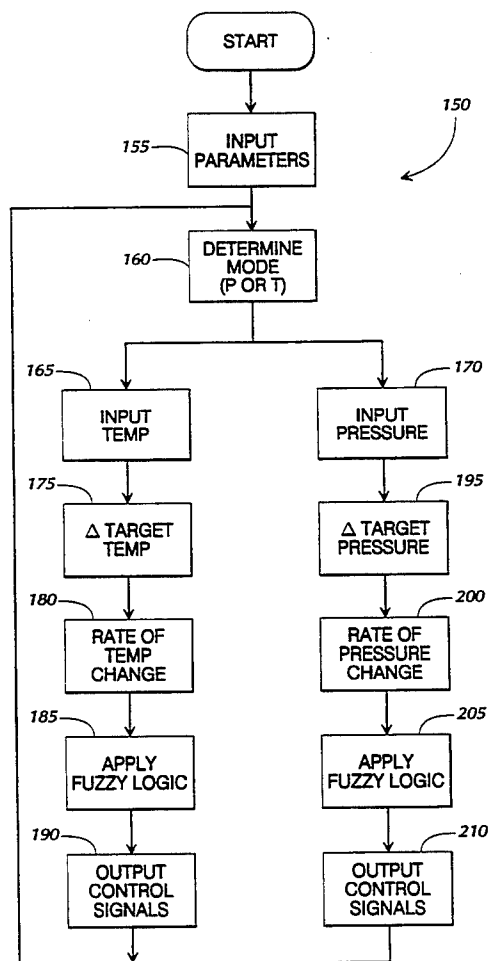 START
150
155
INPUT
PARAMETERS
160
DETERMINE
MODE
(P OR T)
165
INPUT
TEMP
170
INPUT
PRESSURE
175
Δ TARGET
TEMP
195
Δ TARGET
PRESSURE
180
RATE OF
TEMP
CHANGE
200
RATE OF
PRESSURE
CHANGE
185
APPLY
FUZZY LOGIC
205
APPLY
FUZZY LOGIC
190
OUTPUT
CONTROL
SIGNALS
210
OUTPUT
CONTROL
SIGNALS